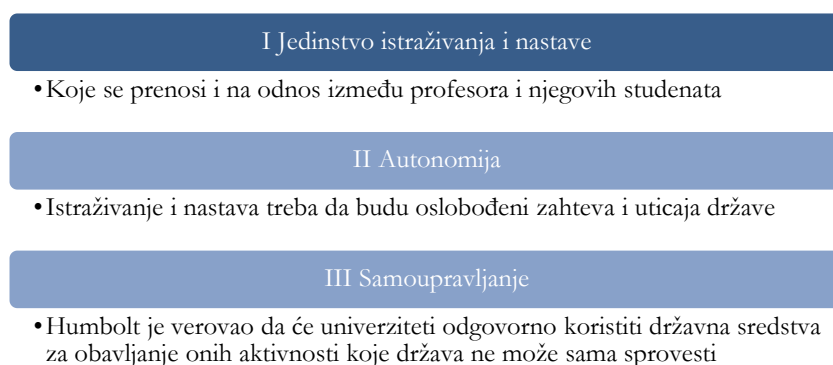 I Jedinstvo istraživanja i nastave
•Koje se prenosi i na odnos između profesora i njegovih studenata
II Autonomija
•Istraživanje i nastava treba da budu oslobođeni zahteva i uticaja države
III Samoupravljanje
•Humbolt je verovao da će univerziteti odgovorno koristiti državna sredstva
za obavljanje onih aktivnosti koje država ne može sama sprovesti